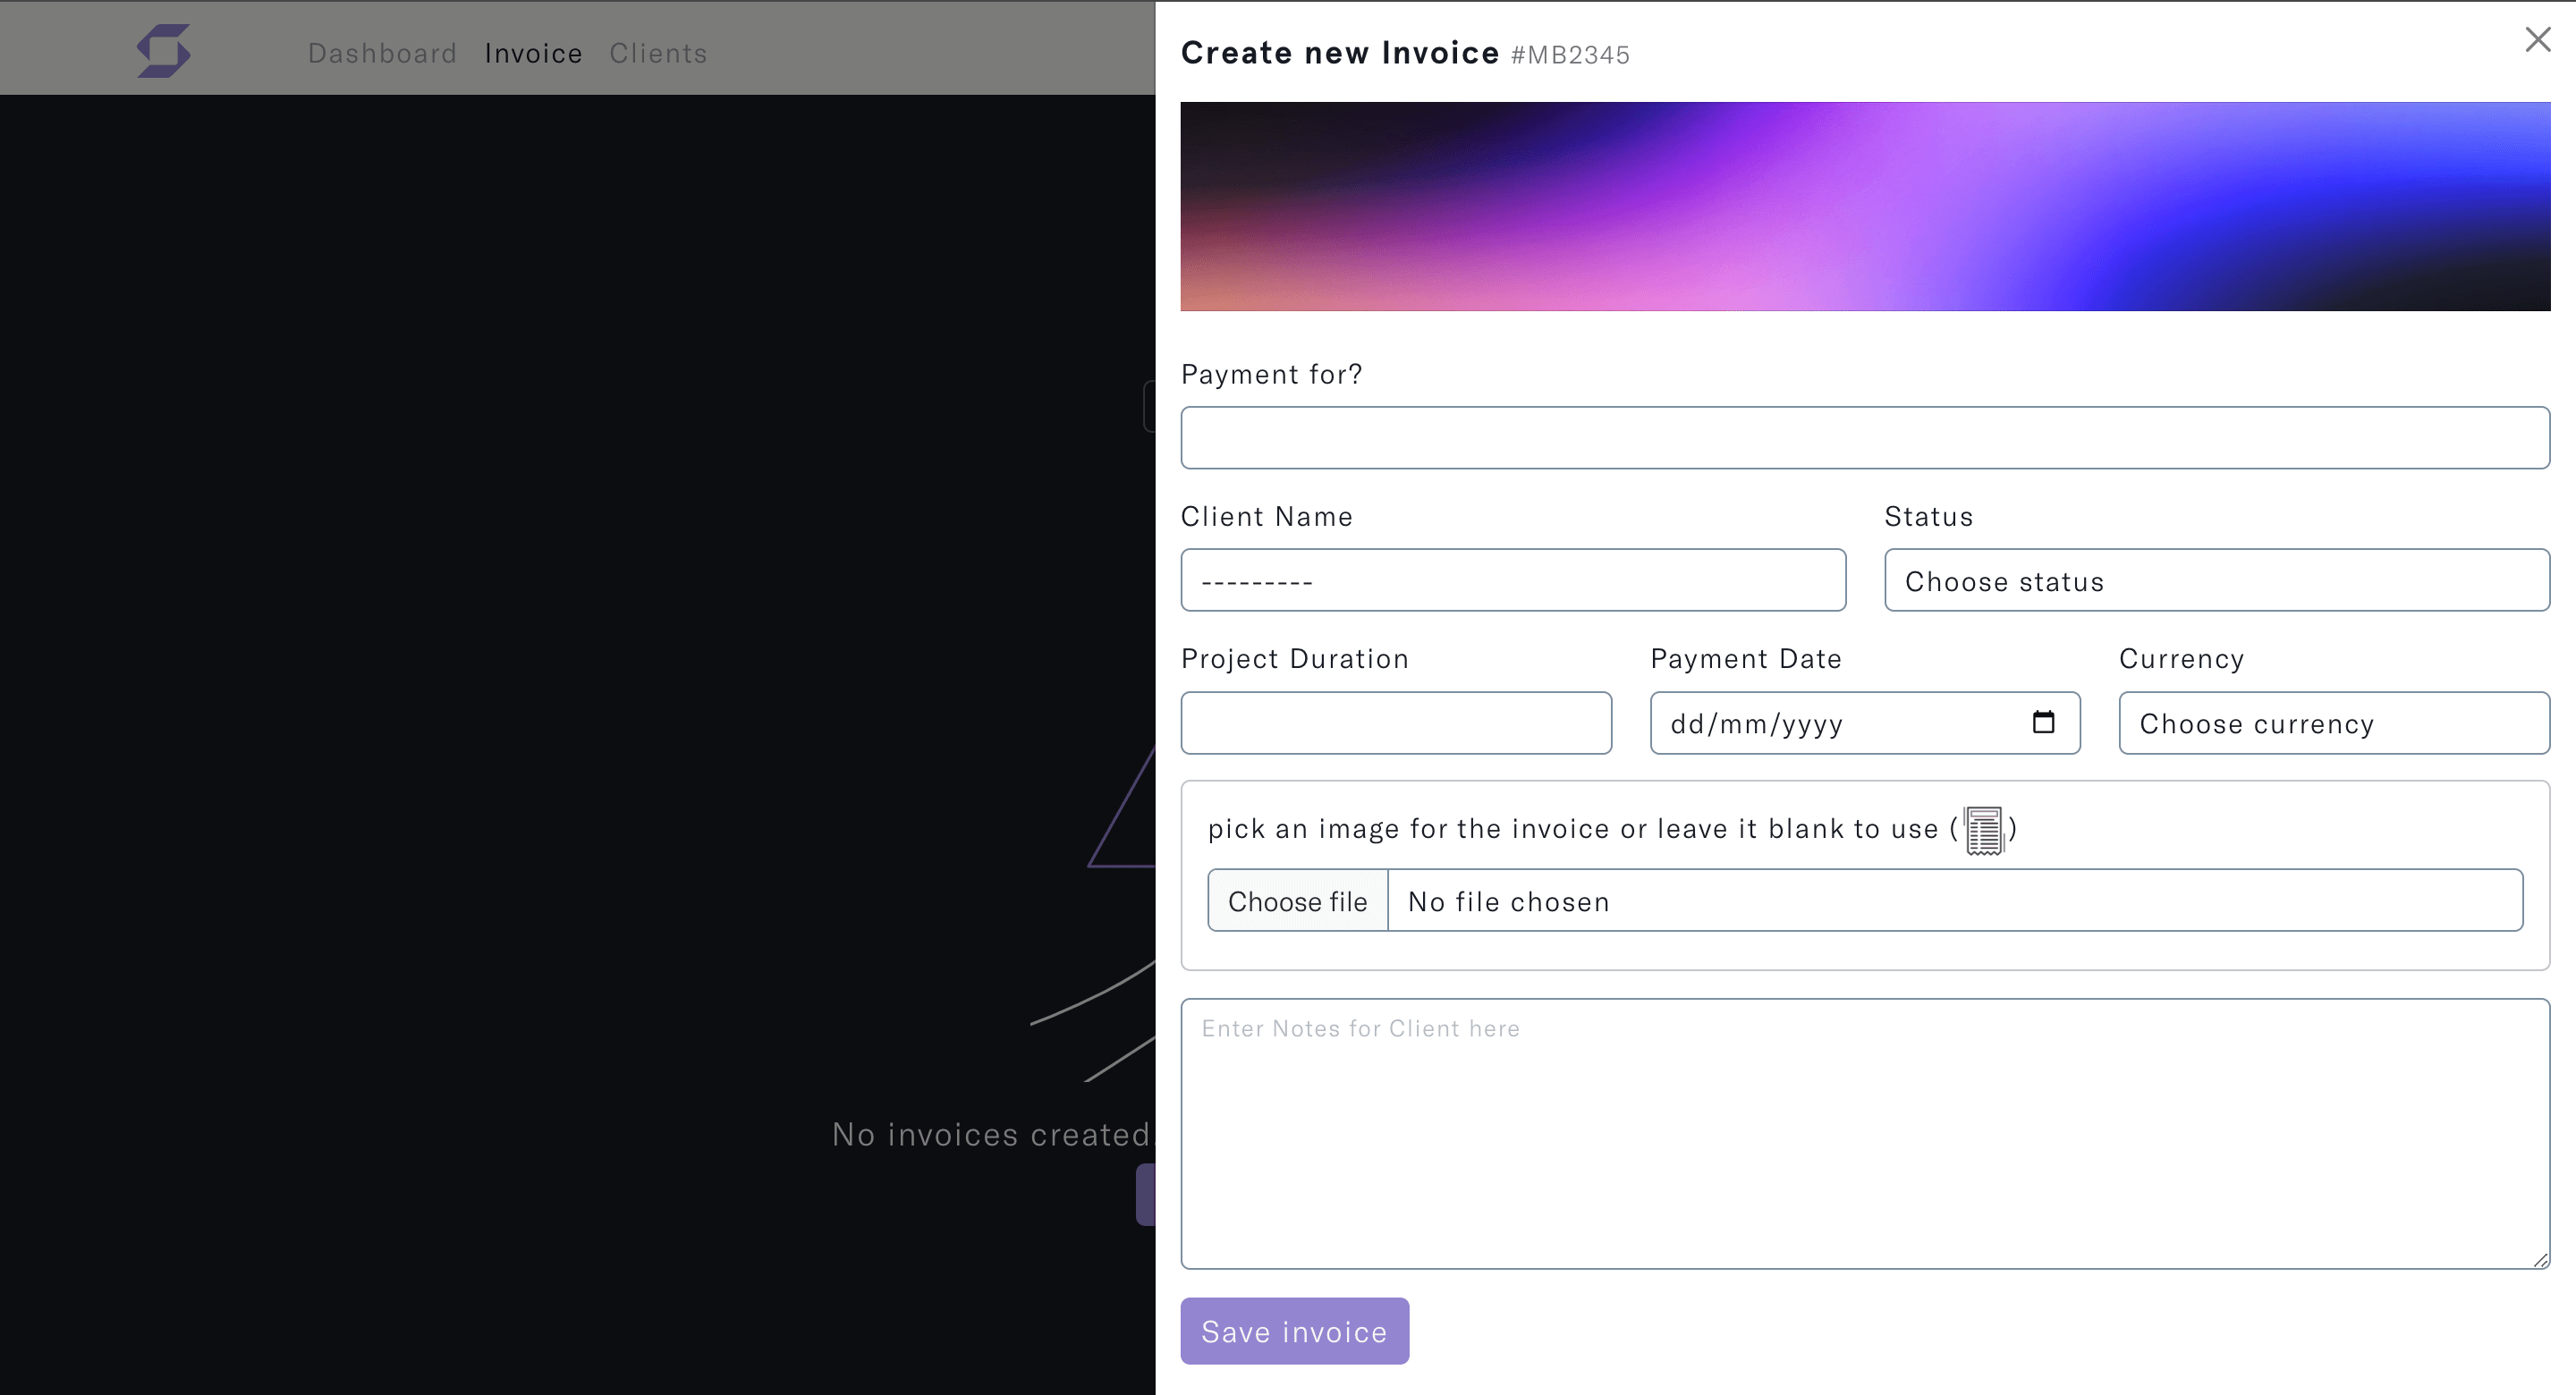 Dashboard Invoice Clients
Create new Invoice #MB2345
Payment for?
Client Name
Status
---------
Choose status
Project Duration
Payment Date
Currency
dd/mm/yyyy
Choose currency
pick an image for the invoice or leave it blank to use ( )
Choose file
No file chosen
Enter Notes for Client here
No invoices created.
Save invoice